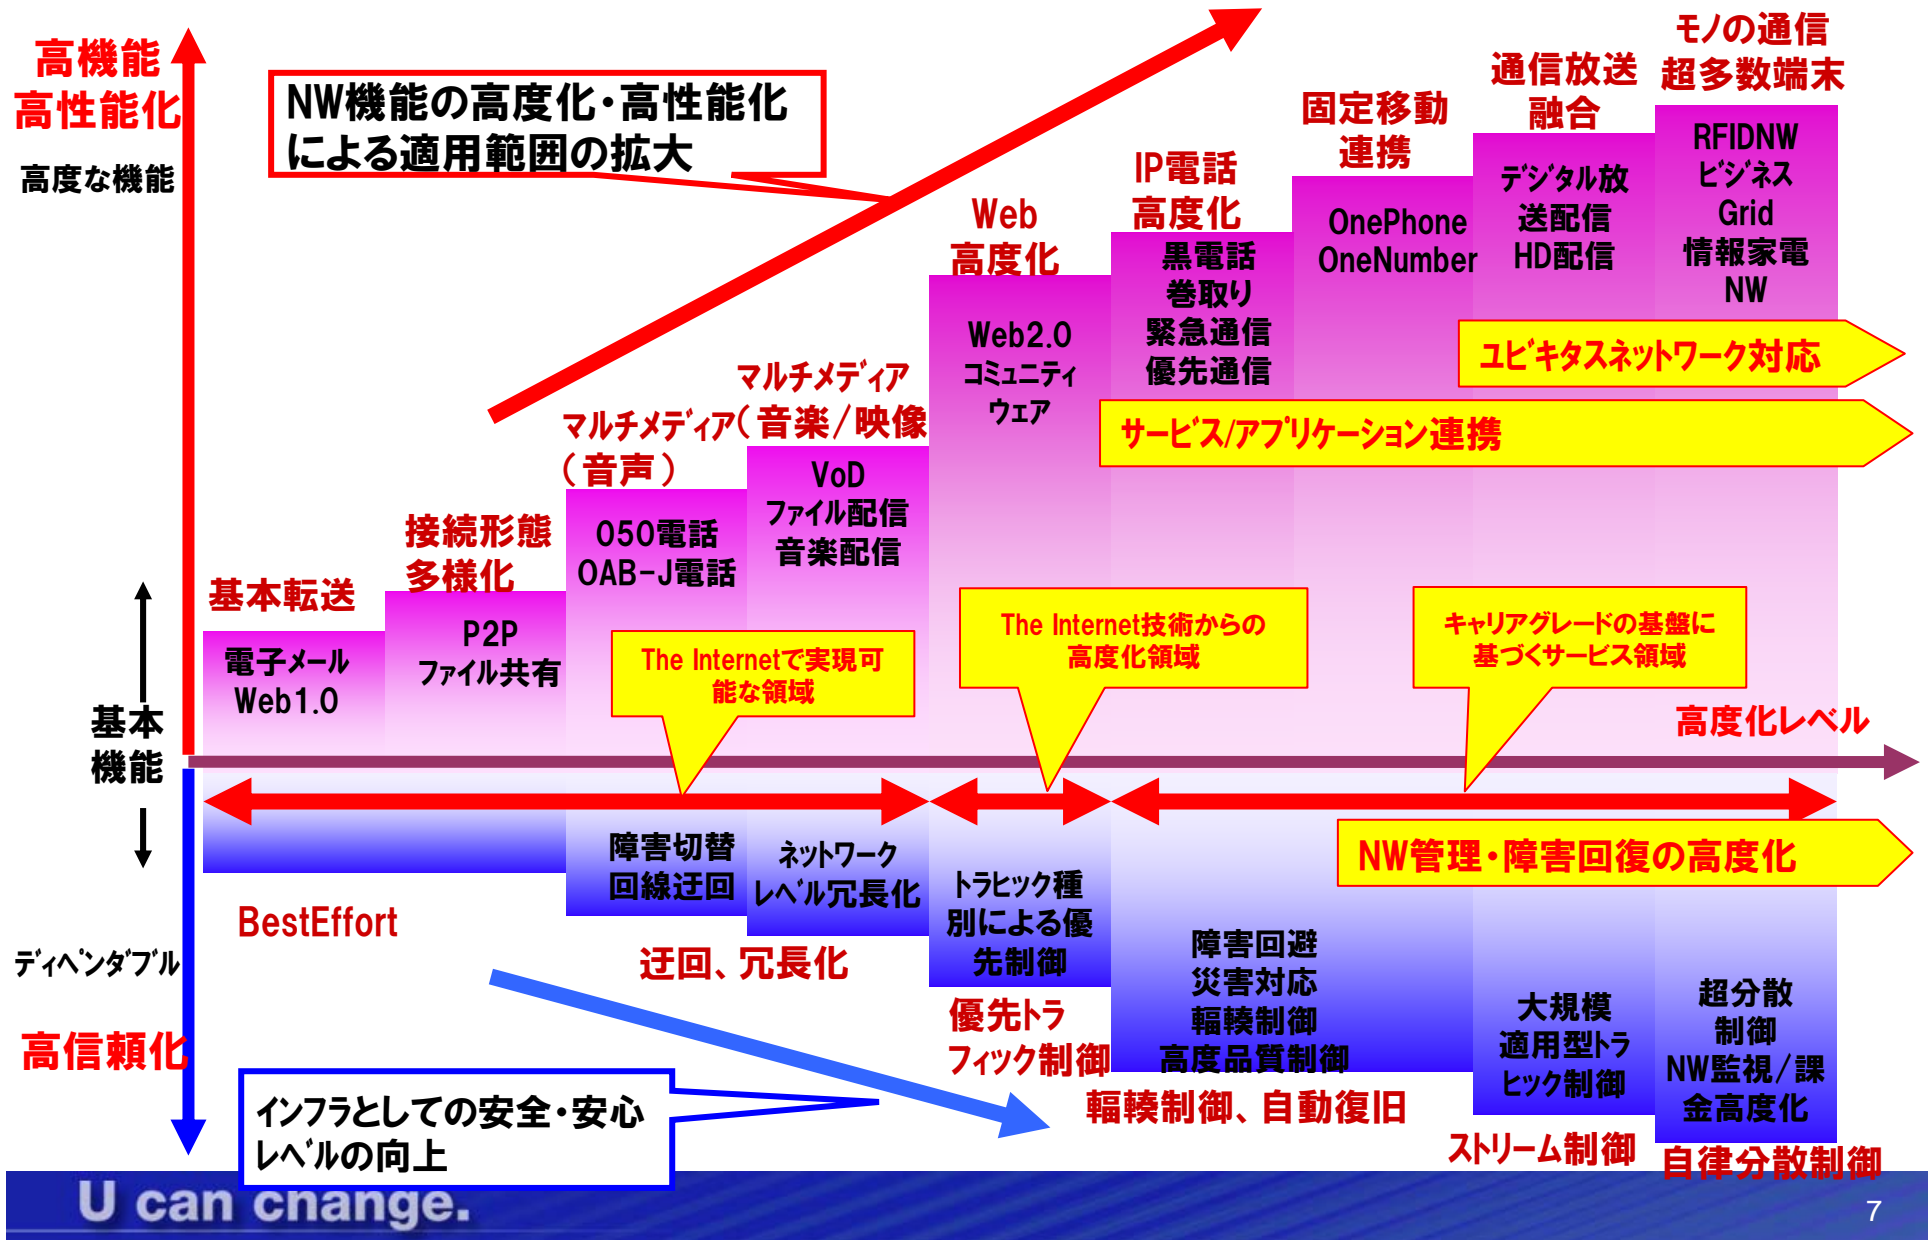 高機能
高性能化
高度な機能
NW機能の高度化・高性能化
による適用範囲の拡大
基本転送
電子メール
Web1.0
接続形態
多様化
P2P
ファイル共有
マルチメディア
（音声）
050電話
0AB-J電話
マルチメディア
（音楽/映像
VoD
ファイル配信
音楽配信
Web
高度化
Web2.0
コミュニティ
ウェア
IP電話
高度化
黒電話
巻取り
緊急通信
優先通信
固定移動
連携
OnePhone
OneNumber
通信放送
融合
デジタル放
送配信
HD配信
モノの通信
超多数端末
RFIDNW
ビジネス
Grid
情報家電
NW
ユビキタスネットワーク対応
サービス/アプリケーション連携
The Internetで実現可
能な領域
The Internet技術からの
高度化領域
キャリアグレードの基盤に
基づくサービス領域
基本
機能
高度化レベル
NW管理・障害回復の高度化
BestEffort
障害切替
回線迂回
ネットワーク
レベル冗長化
迂回、冗長化
トラヒック種
別による優
先制御
優先トラ
フィック制御
障害回避
災害対応
輻輳制御
高度品質制御
輻輳制御、自動復旧
大規模
適用型トラ
ヒック制御
ストリーム制御
超分散
制御
NW監視/課
金高度化
自律分散制御
ディペンダブル
高信頼化
インフラとしての安全・安心
レベルの向上
U can change.
7